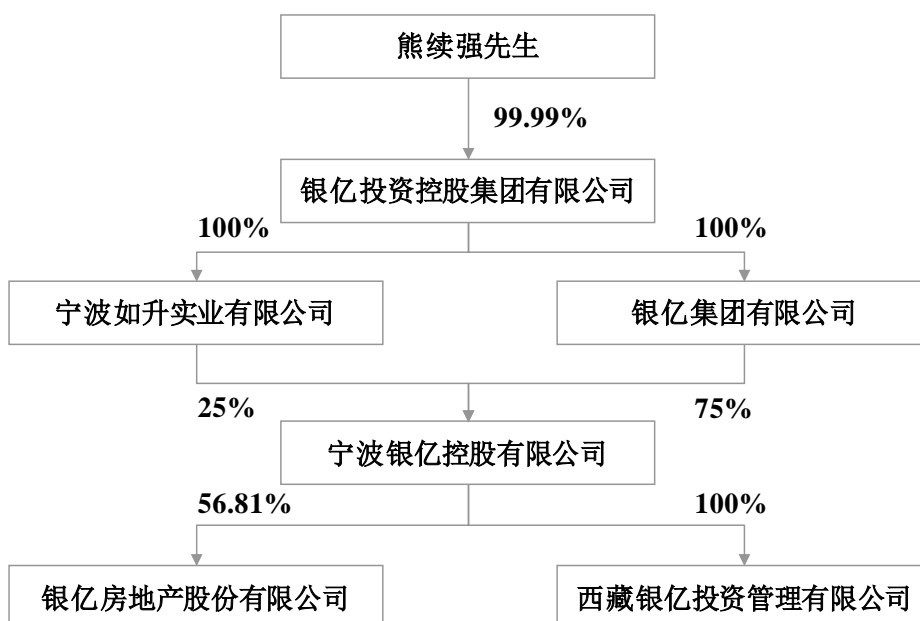 熊续强先生
99.99%
银亿投资控股集团有限公司
100%
100%
宁波如升实业有限公司
银亿集团有限公司
25%
75%
宁波银亿控股有限公司
56.81%
100%
银亿房地产股份有限公司
西藏银亿投资管理有限公司